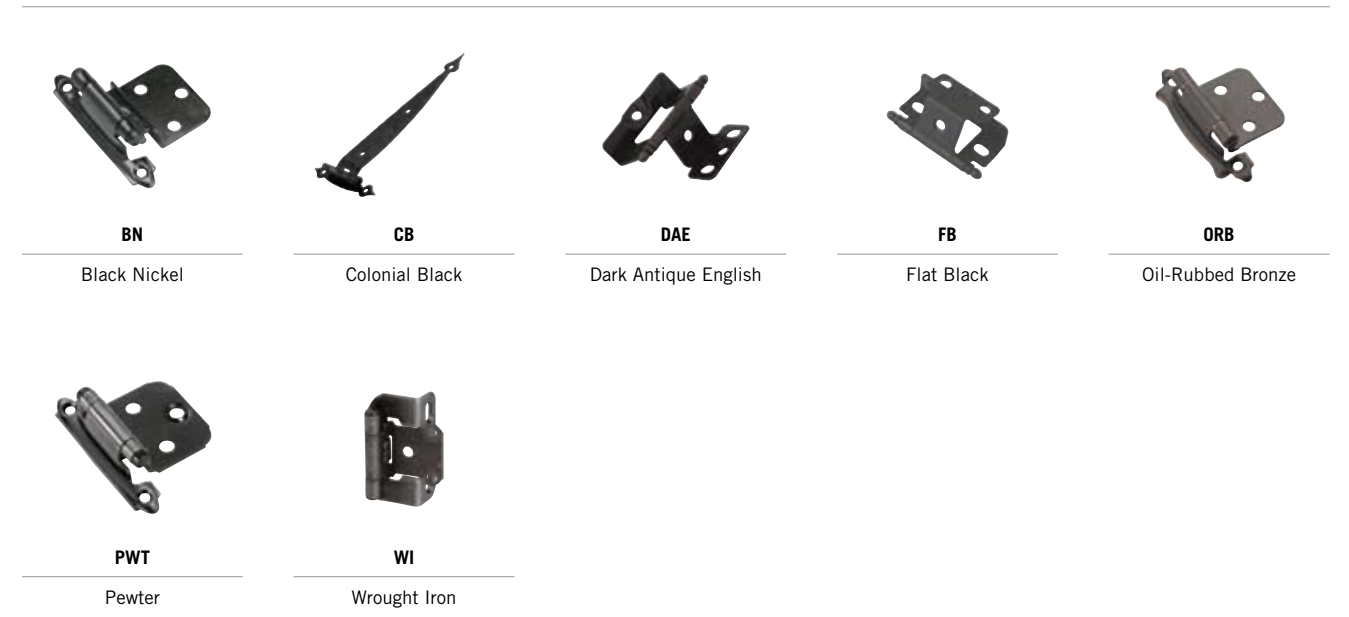 BN
CB
DAE
FB
ORB
Black Nickel
Colonial Black
Dark Antique English
Flat Black
Oil-Rubbed Bronze
PWT
WI
Pewter
Wrought Iron